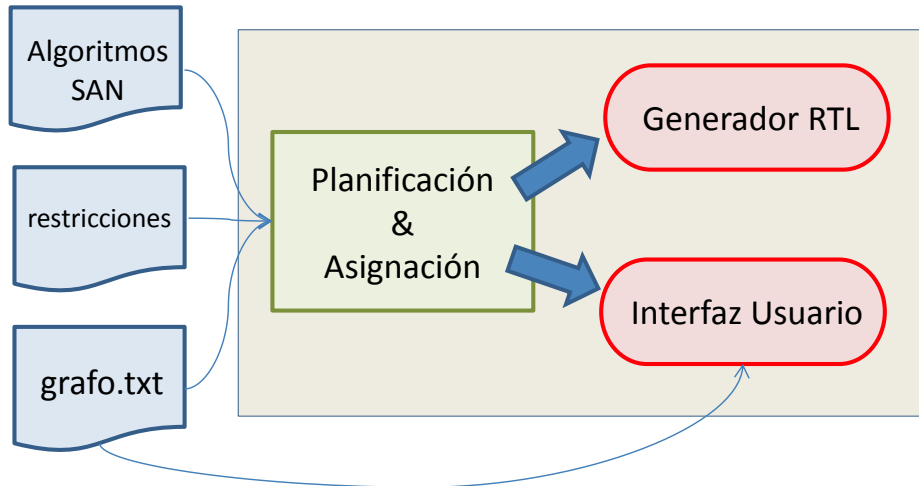 Algoritmos
SAN
restricciones
grafo.txt
Planificación
&
Asignación
Generador RTL
Interfaz Usuario